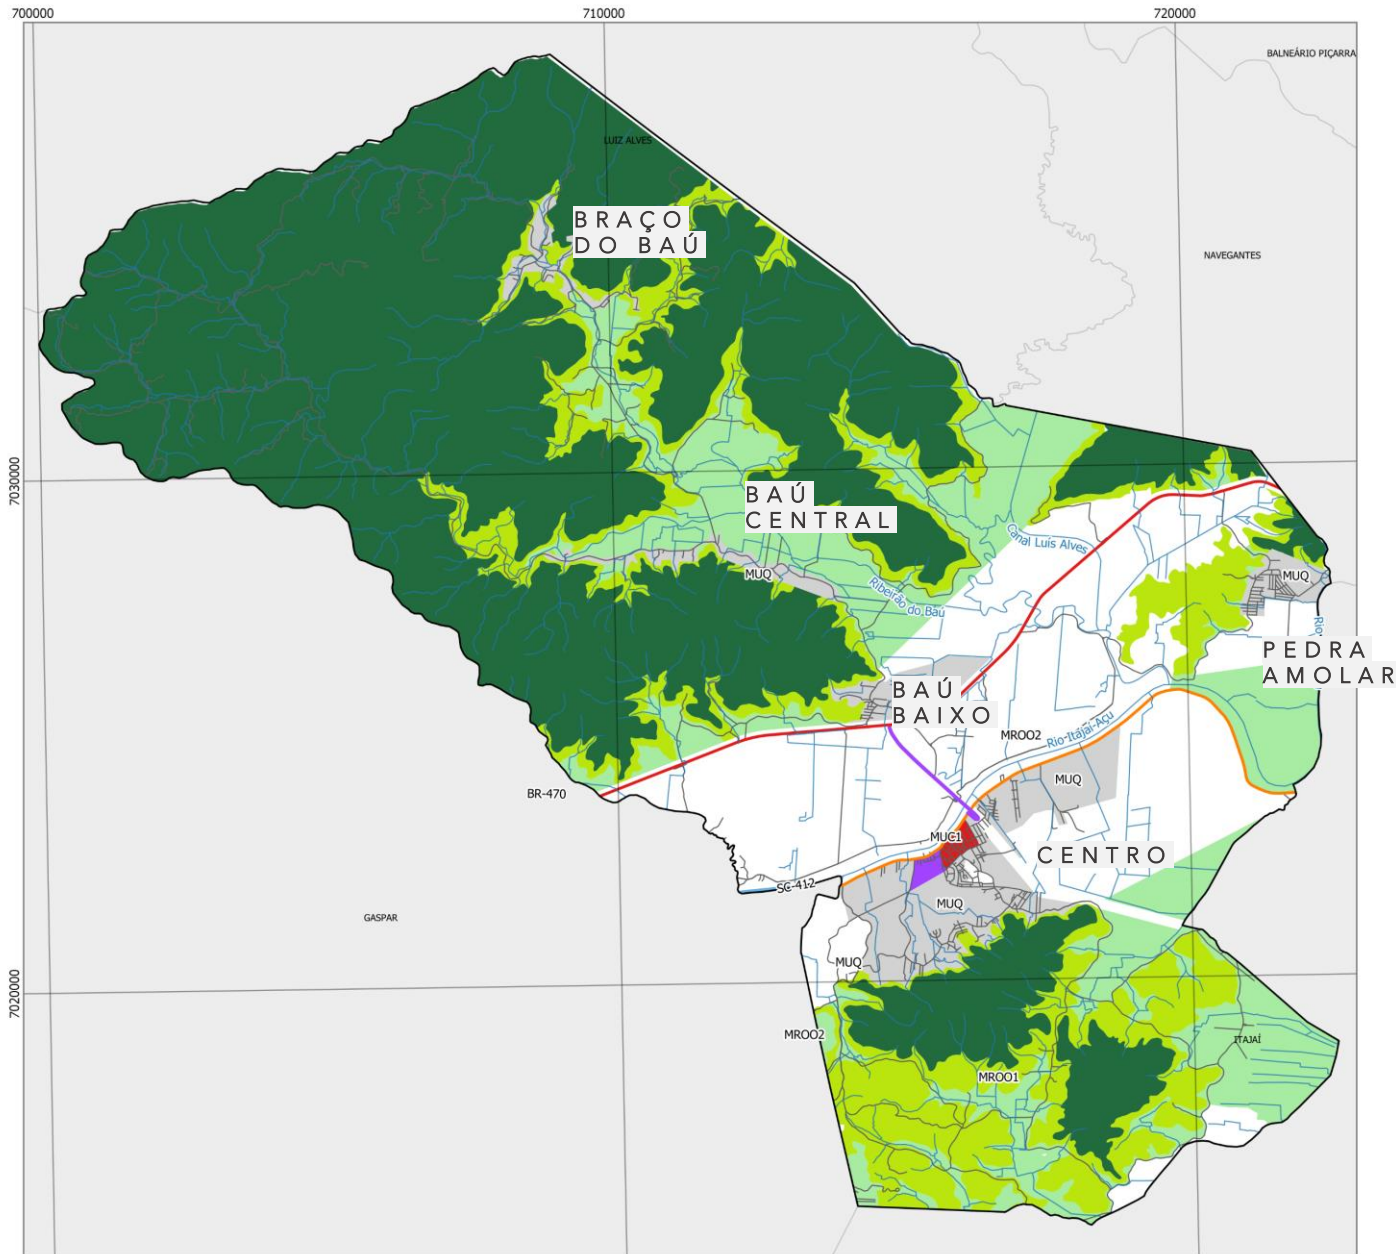 700000
710000
720000
BALNEÁRIO PIÇARRA
LUIZ ALVES
BRAÇO
DO BAÚ
NAVEGANTES
7030000
BAÚ
CENTRAL
Canal Luís Alves
MUQ
Ribeirão do Baú
MUQ
Rio
PEDRA
AMOLAR
BAÚ
BAIXO
MROO2
Rio-Itajaí-Açu
MUQ
BR-470
MUC1
CENTRO
SC-412
MUQ
GASPAR
MUQ
7020000
MROO2
ITAJAÍ
MROO1